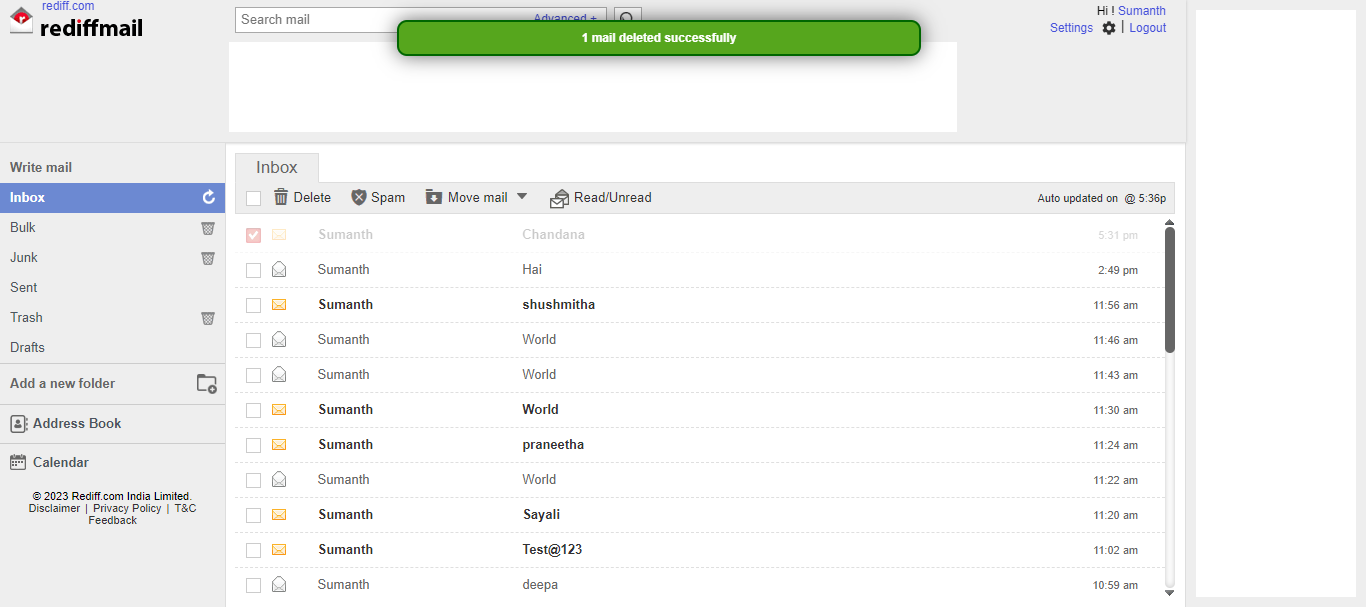 rediff.com
rediffmail
Search mail Advanced +
1 mail deleted successfully
Hi ! Sumanth
Settings | Logout
Write mail
Inbox
Bulk
Junk
Sent
Trash
Drafts
Add a new folder
Address Book
Calendar
© 2023 Rediff.com India Limited.
Disclaimer | Privacy Policy | T&C
Feedback
Inbox
Delete Spam Move mail Read/Unread Auto updated on @ 5:36p
Sumanth Chandana 5:31 pm
Sumanth Hai 2:49 pm
Sumanth shushmitha 11:56 am
Sumanth World 11:46 am
Sumanth World 11:43 am
Sumanth World 11:30 am
Sumanth praneetha 11:24 am
Sumanth World 11:22 am
Sumanth Sayali 11:20 am
Sumanth Test@123 11:02 am
Sumanth deepa 10:59 am